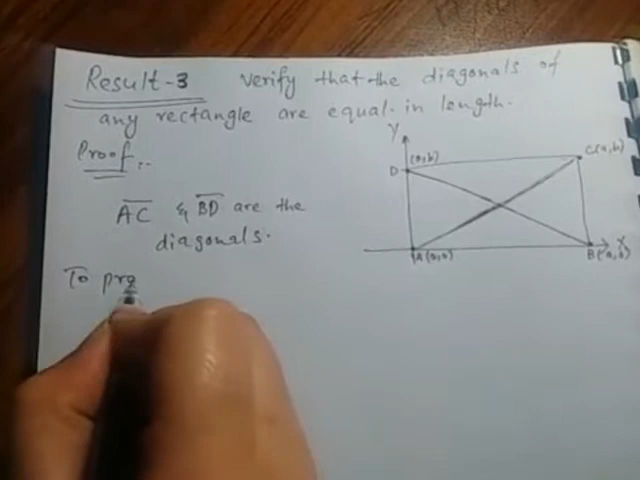 Result-3 Verify that the diagonals of
any rectangle are equal in length.
Proof:-
Y
D (0,b) C(a,b)
AC & BD are the
diagonals.
A(0,0) B(a,0) X
To pro